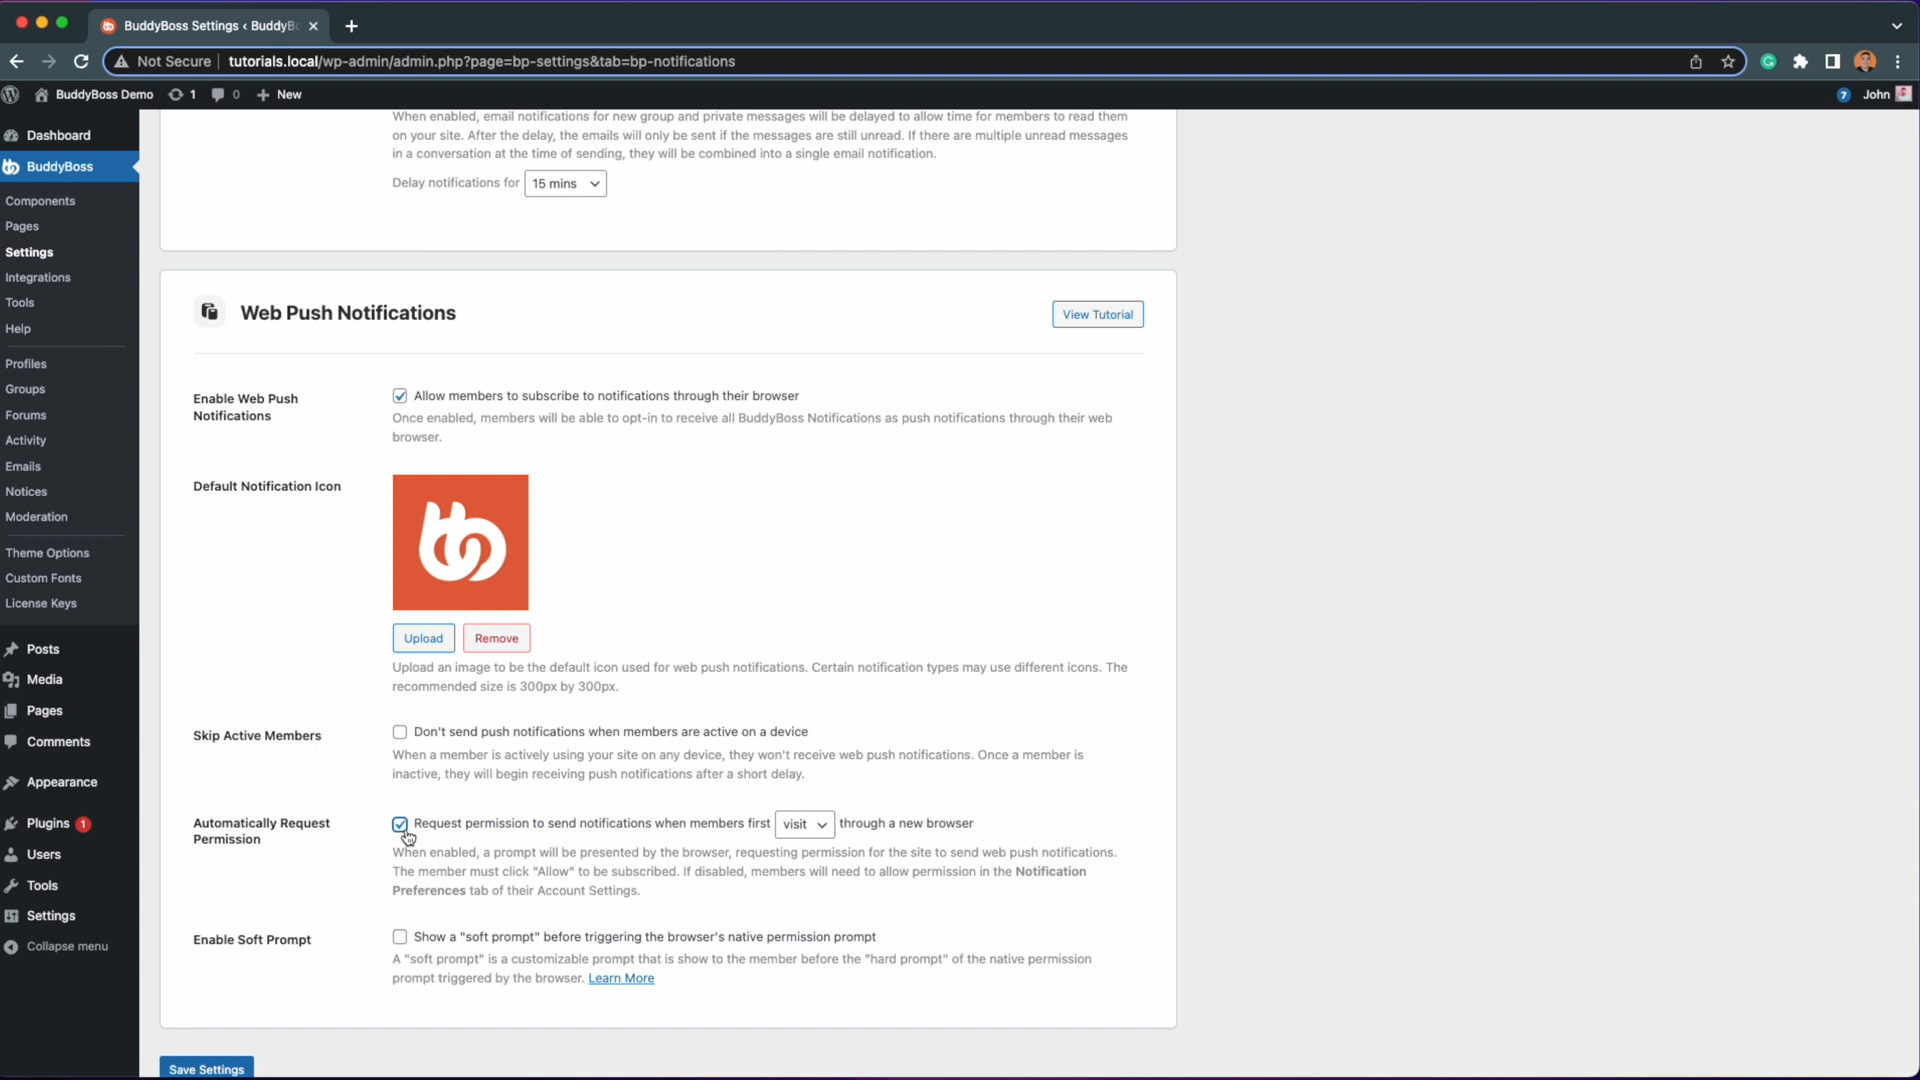 BuddyBoss Settings ‹ BuddyB
Not Secure
tutorials.local/wp-admin/admin.php?page=bp-settings&tab=bp-notifications
BuddyBoss Demo
1
0
New
7
John
Dashboard
BuddyBoss
Components
Pages
Settings
Integrations
Tools
Help
Profiles
Groups
Forums
Activity
Emails
Notices
Moderation
Theme Options
Custom Fonts
License Keys
Posts
Media
Pages
Comments
Appearance
Plugins 1
Users
Tools
Settings
Collapse menu
When enabled, email notifications for new group and private messages will be delayed to allow time for members to read them
on your site. After the delay, the emails will only be sent if the messages are still unread. If there are multiple unread messages
in a conversation at the time of sending, they will be combined into a single email notification.
Delay notifications for 15 mins
Web Push Notifications
View Tutorial
Enable Web Push
Notifications
Allow members to subscribe to notifications through their browser
Once enabled, members will be able to opt-in to receive all BuddyBoss Notifications as push notifications through their web
browser.
Default Notification Icon
Upload
Remove
Upload an image to be the default icon used for web push notifications. Certain notification types may use different icons. The
recommended size is 300px by 300px.
Skip Active Members
Don't send push notifications when members are active on a device
When a member is actively using your site on any device, they won't receive web push notifications. Once a member is
inactive, they will begin receiving push notifications after a short delay.
Automatically Request
Permission
Request permission to send notifications when members first visit through a new browser
When enabled, a prompt will be presented by the browser, requesting permission for the site to send web push notifications.
The member must click "Allow" to be subscribed. If disabled, members will need to allow permission in the Notification
Preferences tab of their Account Settings.
Enable Soft Prompt
Show a "soft prompt" before triggering the browser's native permission prompt
A "soft prompt" is a customizable prompt that is show to the member before the "hard prompt" of the native permission
prompt triggered by the browser. Learn More
Save Settings